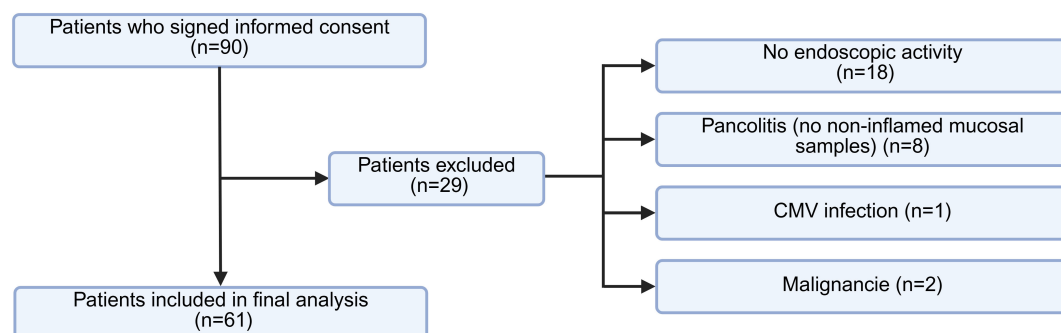 Patients who signed informed consent
(n=90)
No endoscopic activity
(n=18)
Pancolitis (no non-inflamed mucosal
samples) (n=8)
Patients excluded
(n=29)
CMV infection (n=1)
Malignancie (n=2)
Patients included in final analysis
(n=61)